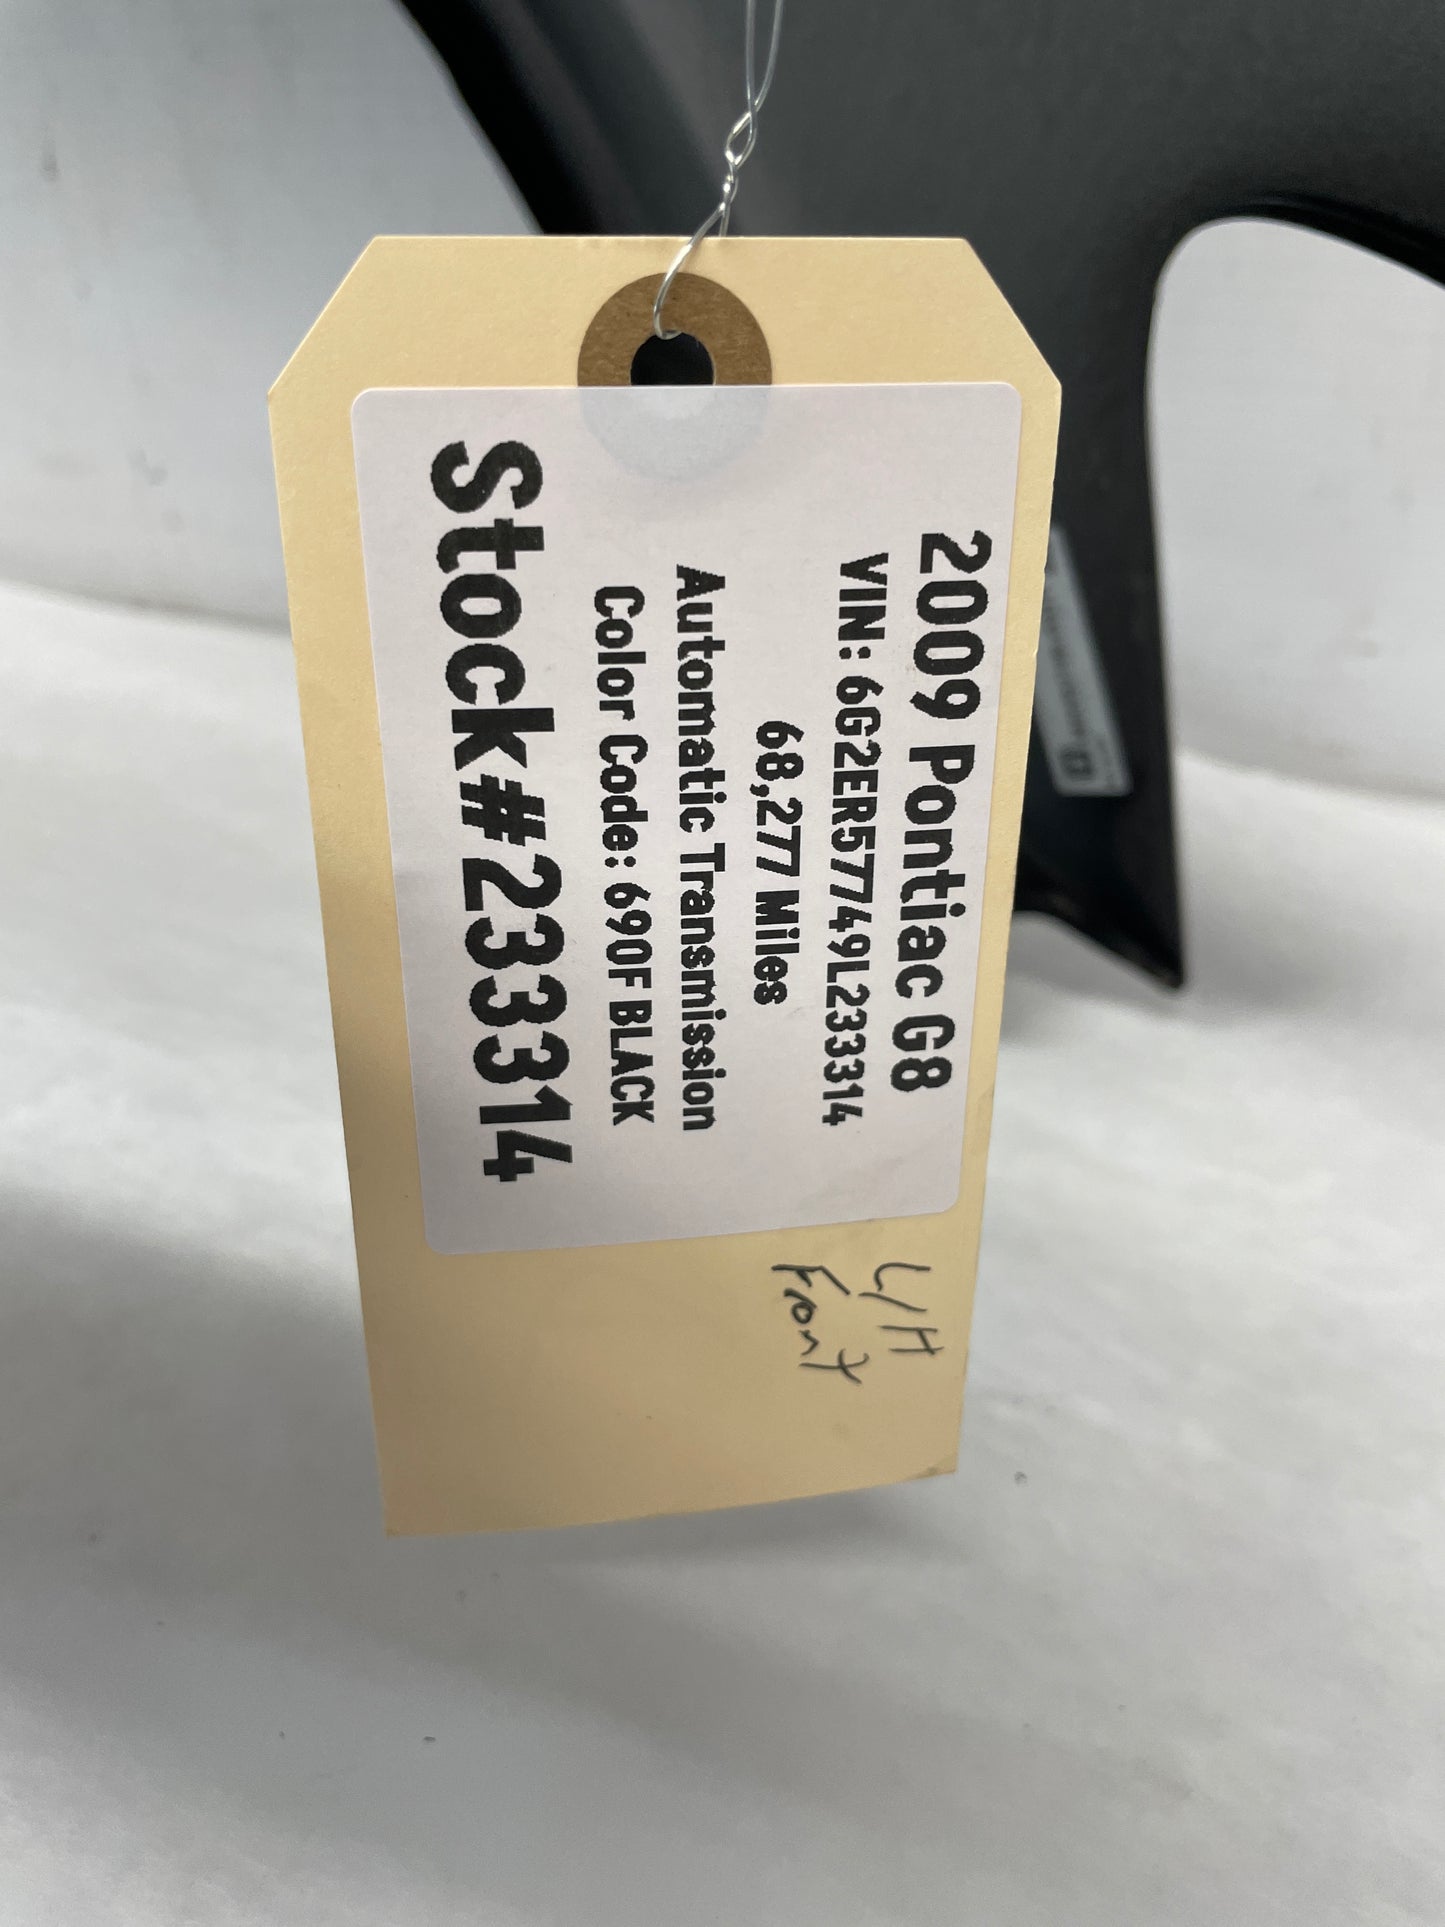 2009 Pontiac G8
VIN: 6G2ER57749L233314
68,277 Miles
Automatic Transmission
Color Code: 690F BLACK
Stock#233314
L/H
Front